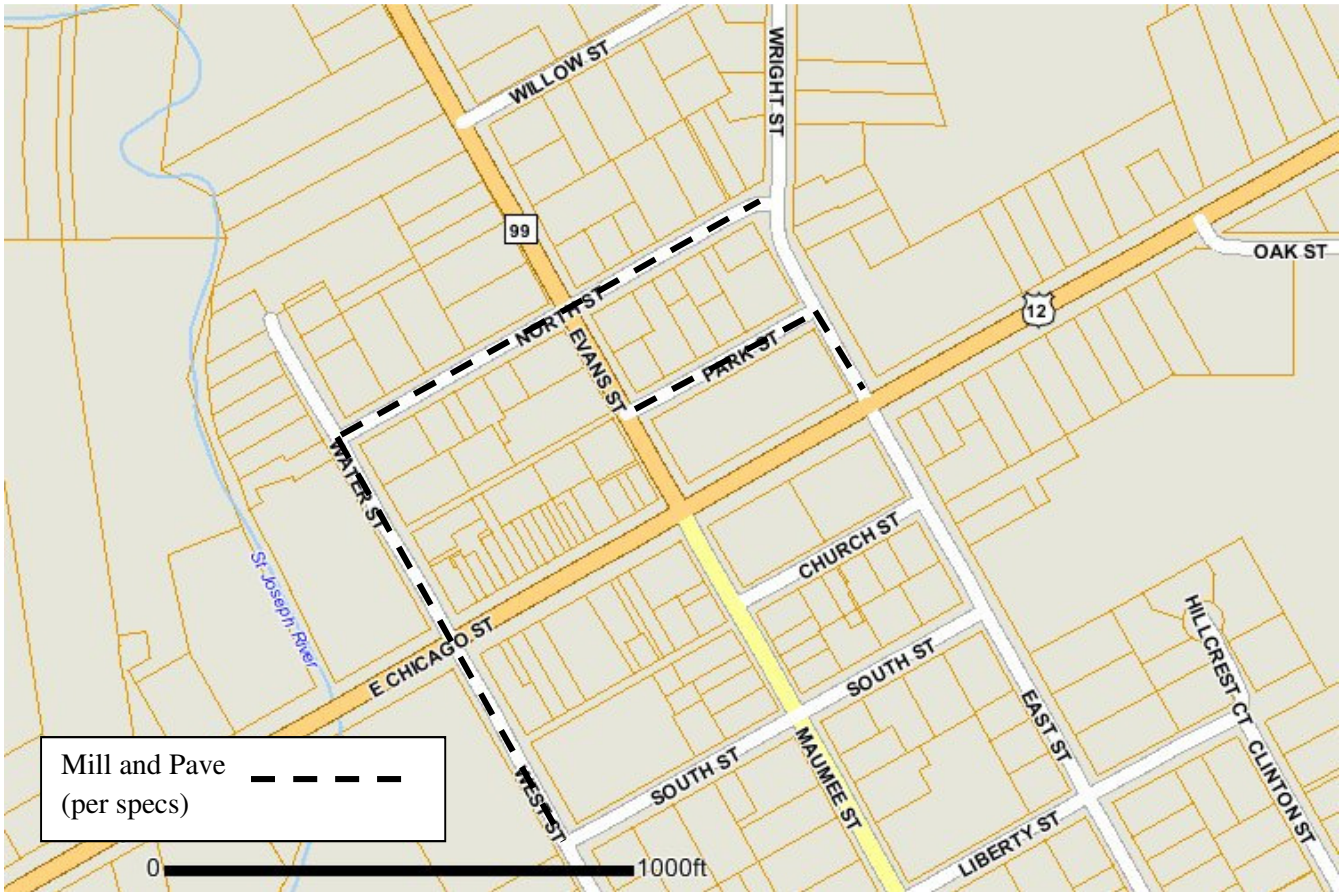 WILLOW ST
WRIGHT ST
99
OAK ST
12
NORTH ST
EVANS ST
PARK ST
WATER ST
CHURCH ST
St Joseph River
HILLCREST CT
E CHICAGO ST
SOUTH ST
EAST ST
MAUMEE ST
CLINTON ST
WEST ST
SOUTH ST
LIBERTY ST
Mill and Pave
(per specs)
0 1000ft